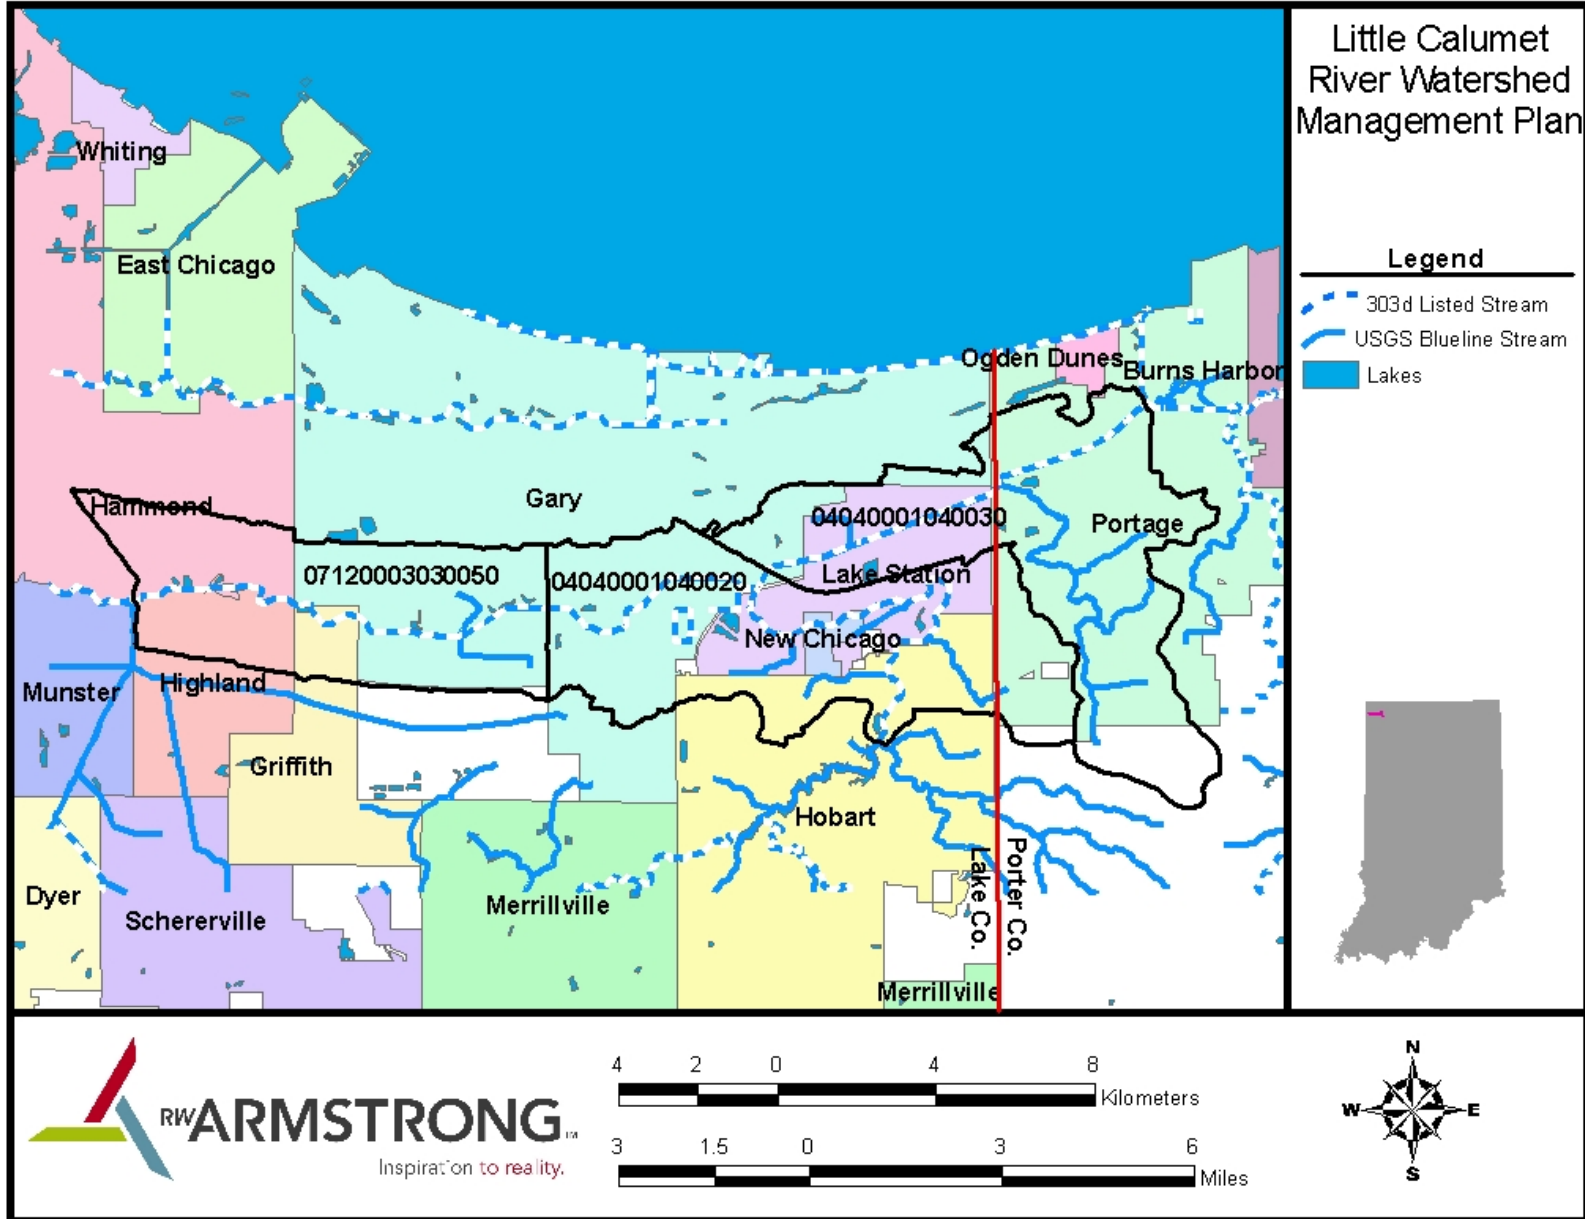 Little Calumet
River Watershed
Management Plan
Legend
303d Listed Stream
USGS Blueline Stream
Lakes
Whiting
East Chicago
Ogden Dunes
Burns Harbor
Hammond
Gary
04040001040030
Portage
07120003030050
04040001040020
Lake Station
New Chicago
Munster
Highland
Griffith
Hobart
Porter Co.
Lake Co.
Dyer
Schererville
Merrillville
Merrillville
RWARMSTRONG TM
Inspiration to reality.
4 2 0 4 8
Kilometers
3 1.5 0 3 6
Miles
N
W E
S